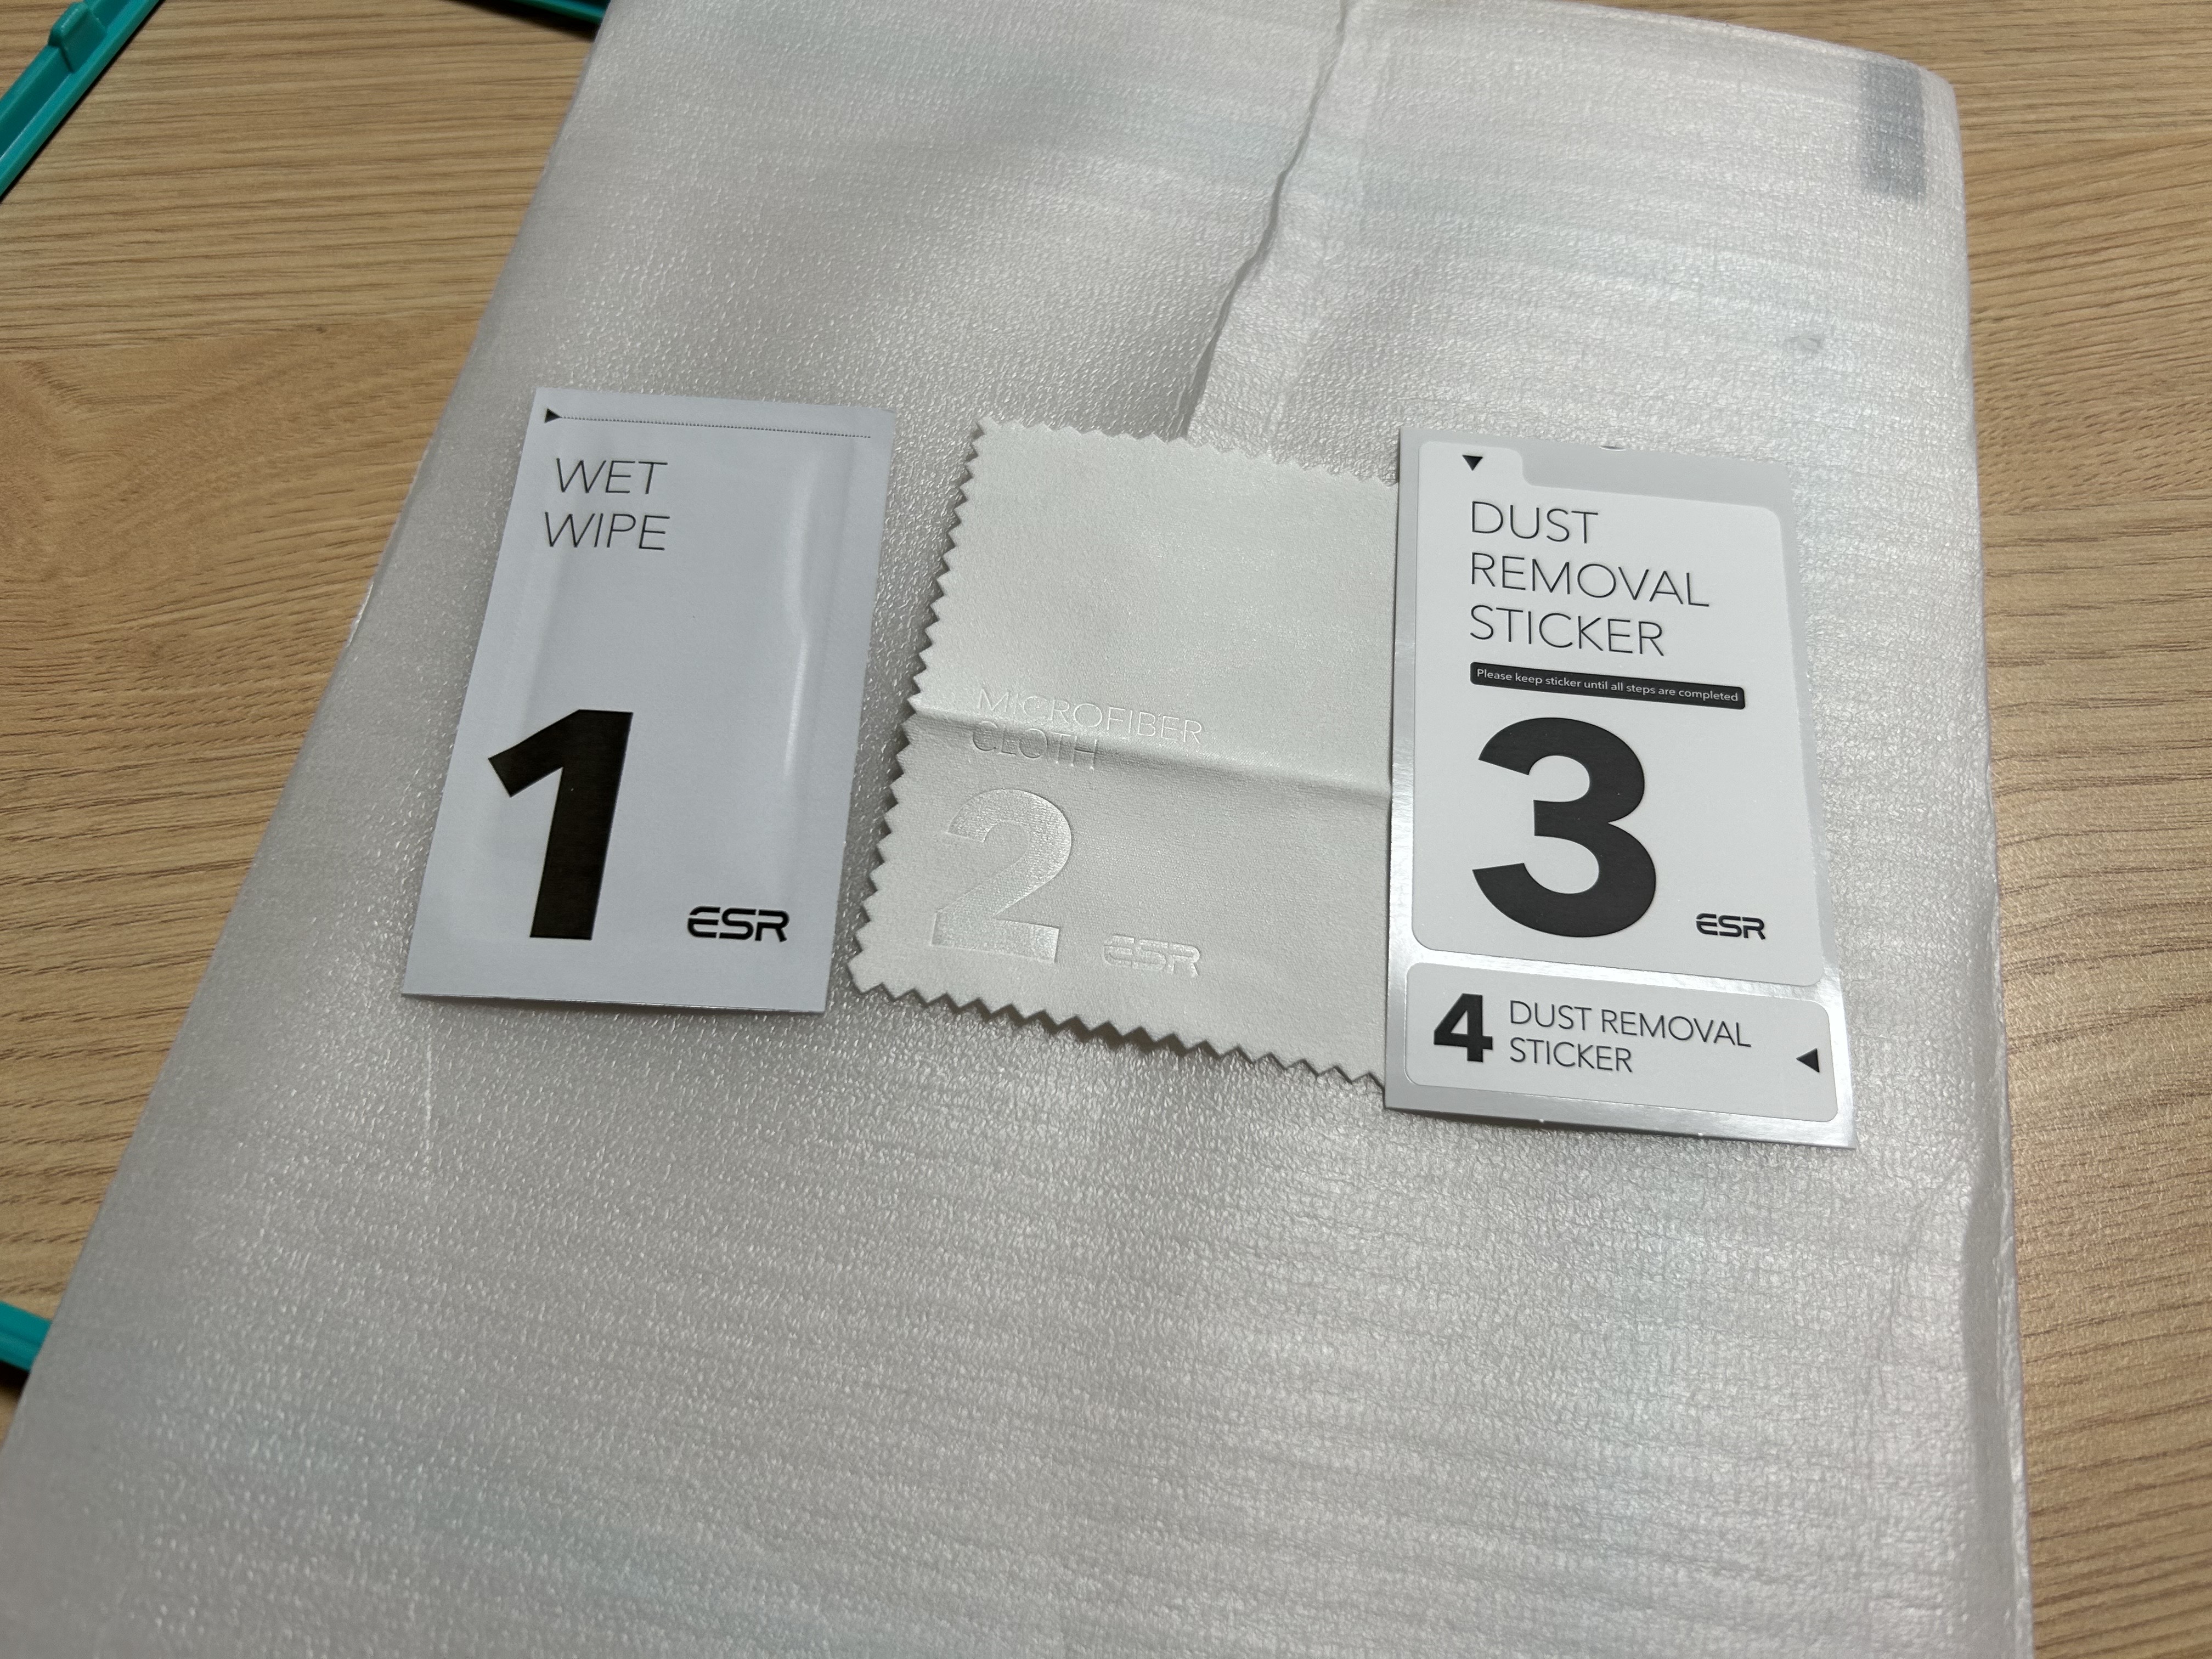 WET
WIPE
1
ESR
MICROFIBER
CLOTH
2
ESR
DUST
REMOVAL
STICKER
Please keep sticker until all steps are completed
3
ESR
4 DUST REMOVAL
STICKER